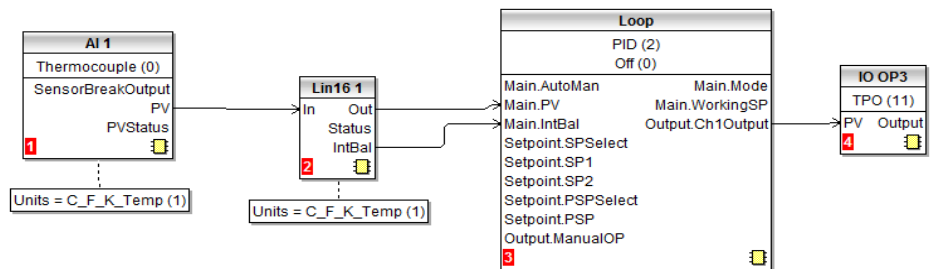 AI 1
Thermocouple (0)
SensorBreakOutput
PV
PVStatus
1
Units = C_F_K_Temp (1)
Lin16 1
In Out
Status
IntBal
2
Units = C_F_K_Temp (1)
Loop
PID (2)
Off (0)
Main.AutoMan Main.Mode
Main.PV Main.WorkingSP
Main.IntBal Output.Ch1Output
Setpoint.SPSelect
Setpoint.SP1
Setpoint.SP2
Setpoint.PSPSelect
Setpoint.PSP
Output.ManualOP
3
IO OP3
TPO (11)
PV Output
4